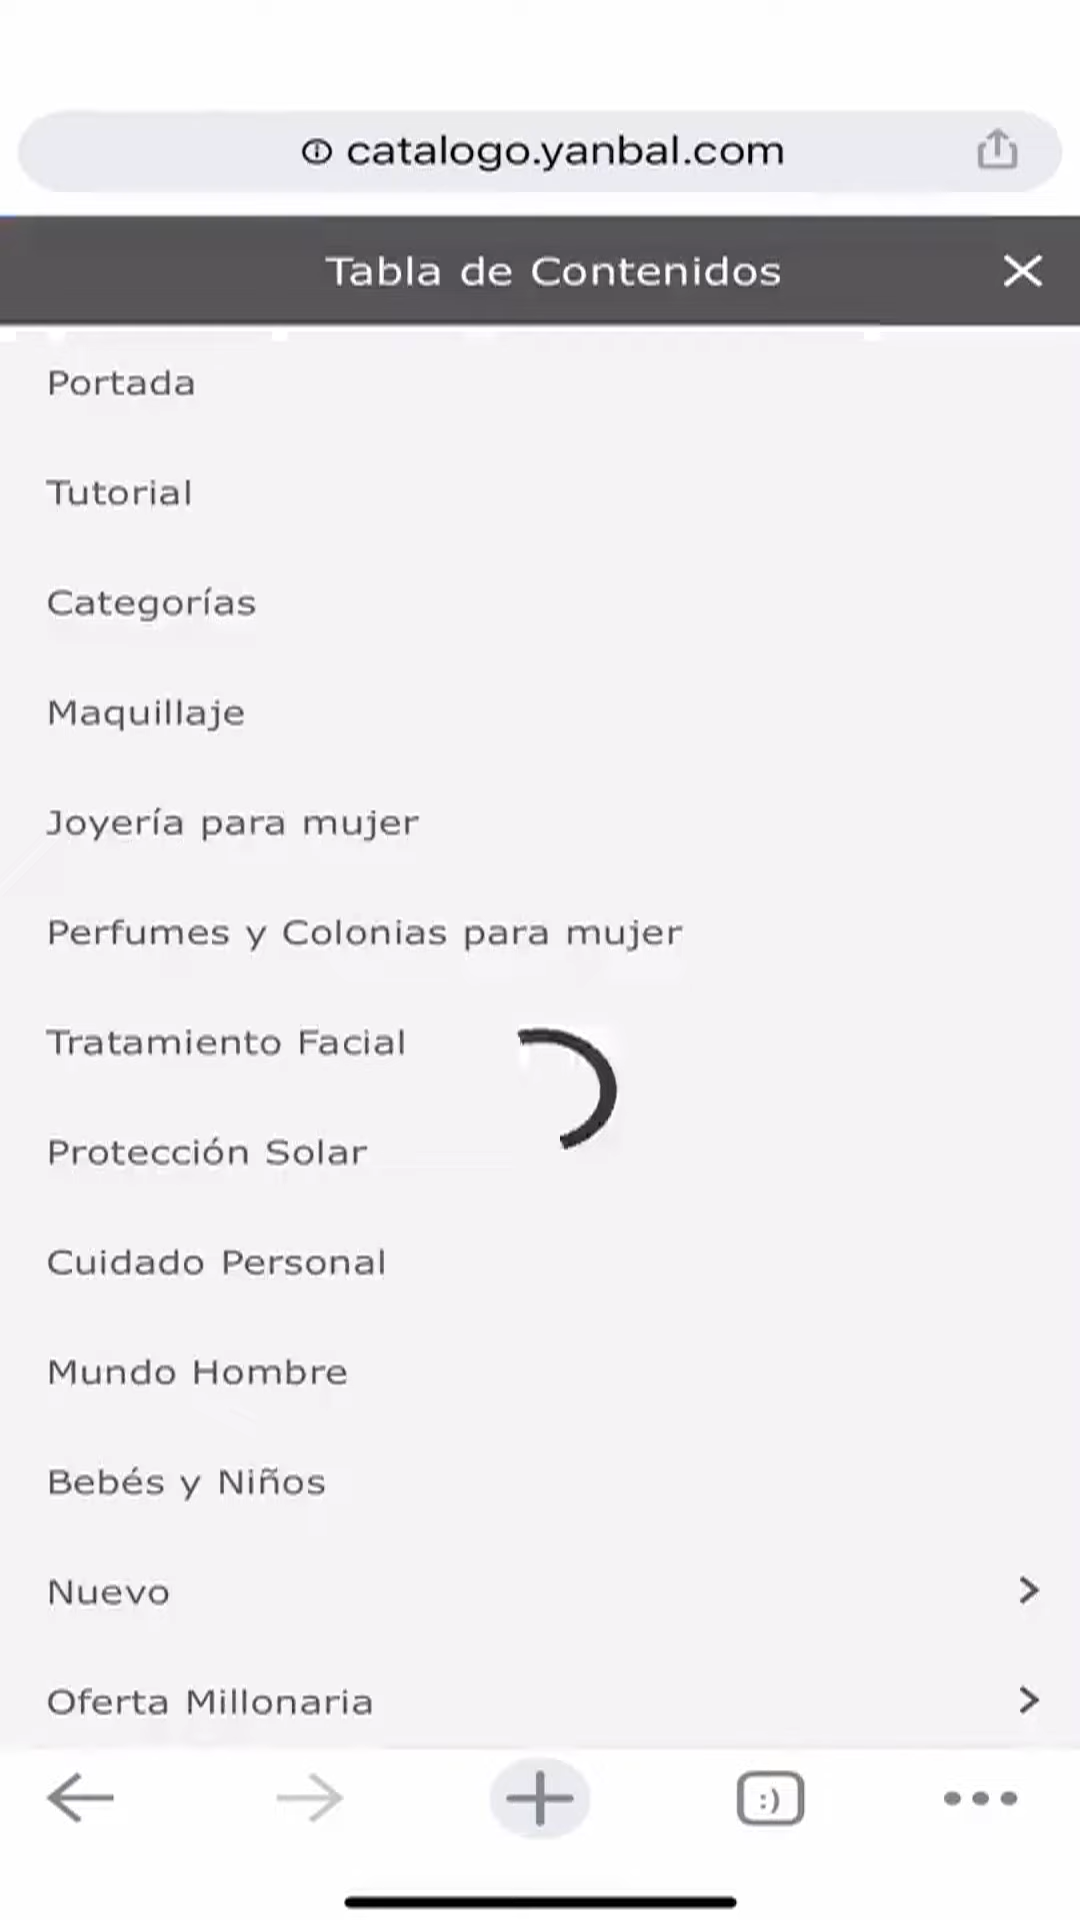 catalogo.yanbal.com
Tabla de Contenidos
Portada
Tutorial
Categorías
Maquillaje
Joyería para mujer
Perfumes y Colonias para mujer
Tratamiento Facial
Protección Solar
Cuidado Personal
Mundo Hombre
Bebés y Niños
Nuevo
Oferta Millonaria
:)